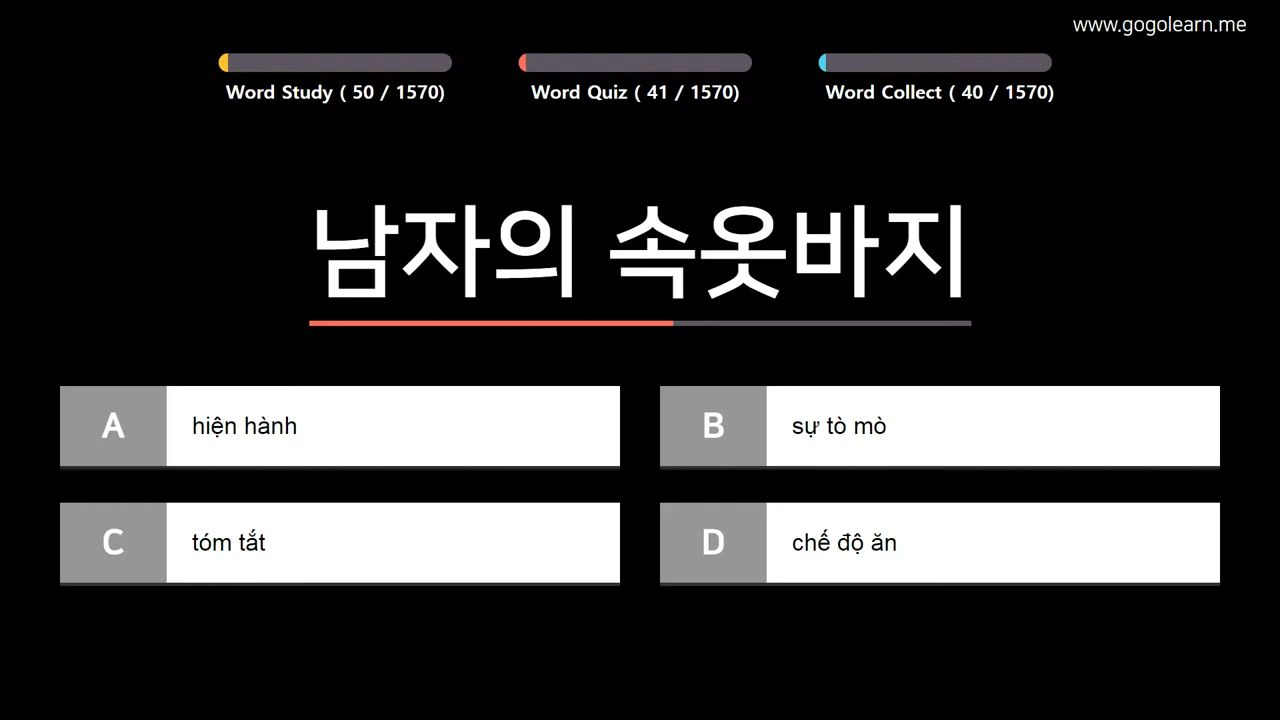 www.gogolearn.me
Word Study ( 50 / 1570)
Word Quiz ( 41 / 1570)
Word Collect ( 40 / 1570)
남자의 속옷바지
A hiện hành
B sự tò mò
C tóm tắt
D chế độ ăn